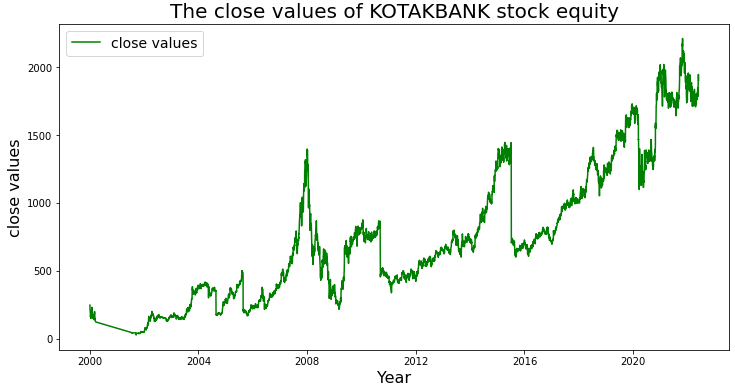 The close values of KOTAKBANK stock equity
close values
close values
2000
1500
1000
500
0
2000 2004 2008 2012 2016 2020
Year